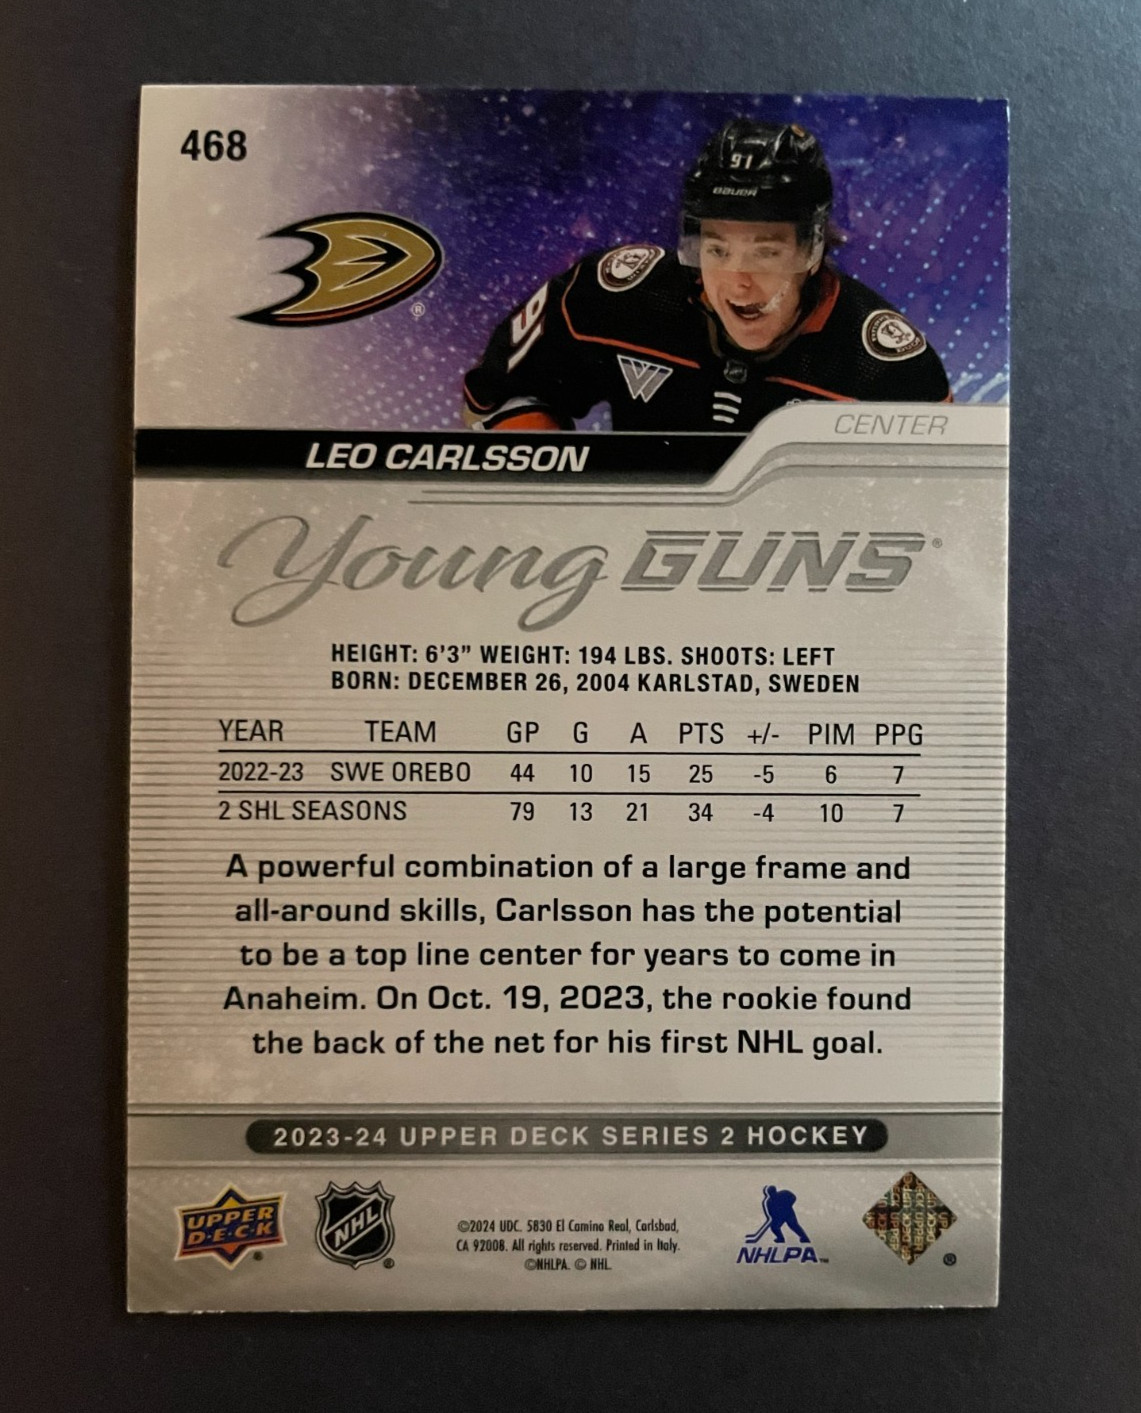 468
91
BAUER
91
®
CENTER
LEO CARLSSON
Young GUNS®
HEIGHT: 6'3” WEIGHT: 194 LBS. SHOOTS: LEFT
BORN: DECEMBER 26, 2004 KARLSTAD, SWEDEN
YEAR TEAM GP G A PTS +/- PIM PPG
2022-23 SWE OREBO 44 10 15 25 -5 6 7
2 SHL SEASONS 79 13 21 34 -4 10 7
A powerful combination of a large frame and
all-around skills, Carlsson has the potential
to be a top line center for years to come in
Anaheim. On Oct. 19, 2023, the rookie found
the back of the net for his first NHL goal.
2023-24 UPPER DECK SERIES 2 HOCKEY
UPPER
D·E·C·K ®
NHL ®
©2024 UDC. 5830 El Camino Real, Carlsbad,
CA 92008. All rights reserved. Printed in Italy.
©NHLPA. © NHL.
NHLPA™
®